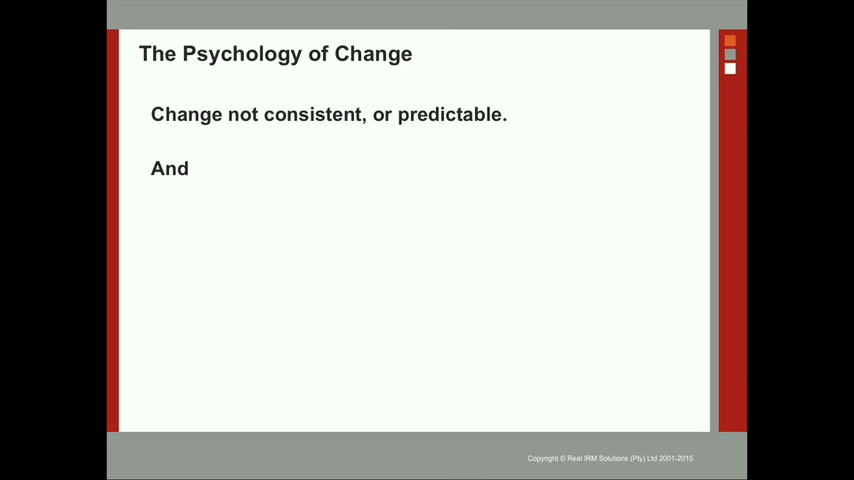 The Psychology of Change
Change not consistent, or predictable.
And
Copyright © Real IRM Solutions (Pty) Ltd 2001-2015